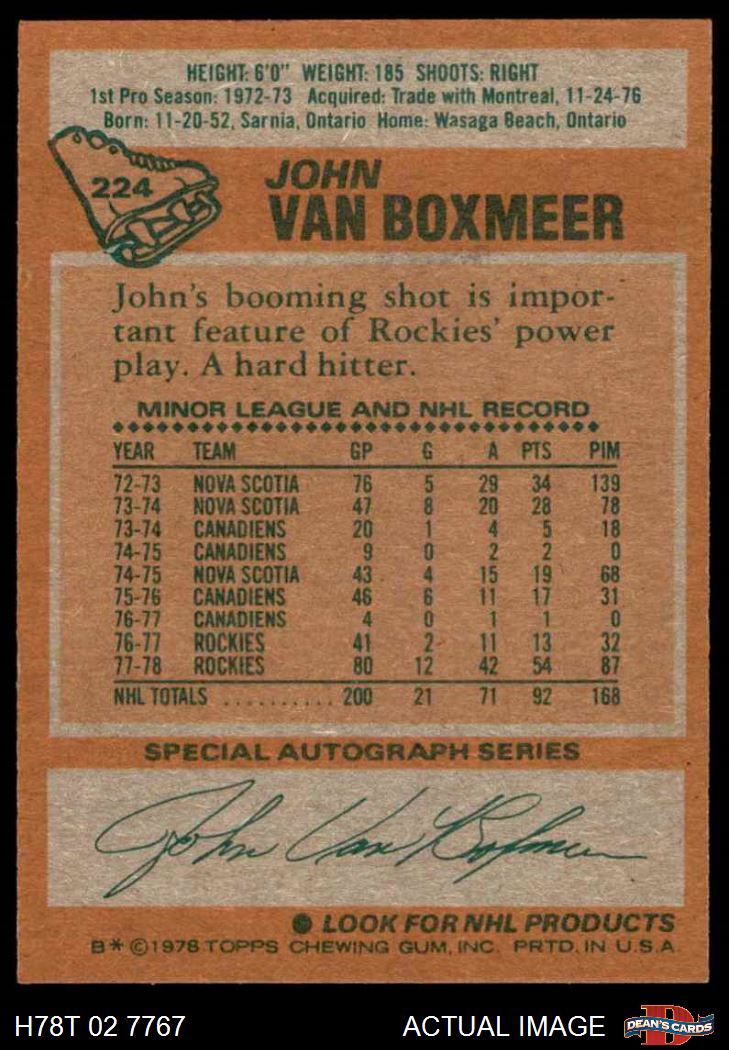 HEIGHT: 6'0" WEIGHT: 185 SHOOTS: RIGHT
1st Pro Season: 1972-73 Acquired: Trade with Montreal, 11-24-76
Born: 11-20-52, Sarnia, Ontario Home: Wasaga Beach, Ontario
224
JOHN
VAN BOXMEER
John's booming shot is impor-
tant feature of Rockies' power
play. A hard hitter.
MINOR LEAGUE AND NHL RECORD
YEAR TEAM GP G A PTS PIM
72-73 NOVA SCOTIA 76 5 29 34 139
73-74 NOVA SCOTIA 47 8 20 28 78
73-74 CANADIENS 20 1 4 5 18
74-75 CANADIENS 9 0 2 2 0
74-75 NOVA SCOTIA 43 4 15 19 68
75-76 CANADIENS 46 6 11 17 31
76-77 CANADIENS 4 0 1 1 0
76-77 ROCKIES 41 2 11 13 32
77-78 ROCKIES 80 12 42 54 87
NHL TOTALS .......... 200 21 71 92 168
SPECIAL AUTOGRAPH SERIES
John Van Boxmeer
LOOK FOR NHL PRODUCTS
B* ©1978 TOPPS CHEWING GUM, INC. PRTD. IN U.S.A.
H78T 02 7767 ACTUAL IMAGE D DEAN'S CARDS